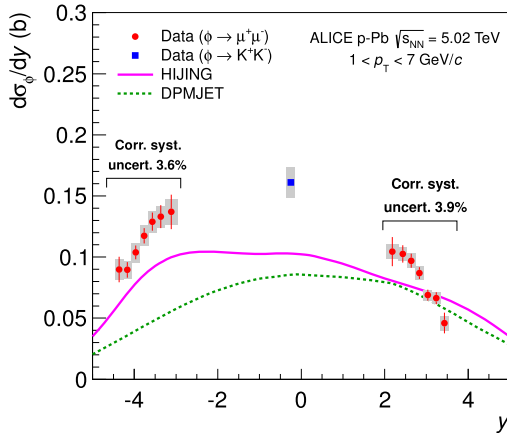 dσϕ/dy (b)
0.3
0.25
0.2
0.15
0.1
0.05
0
Data (ϕ → μ⁺μ⁻)
Data (ϕ → K⁺K⁻)
HIJING
DPMJET
ALICE p-Pb √sNN = 5.02 TeV
1 < pT < 7 GeV/c
Corr. syst.
uncert. 3.6%
Corr. syst.
uncert. 3.9%
−4 −2 0 2 4
y